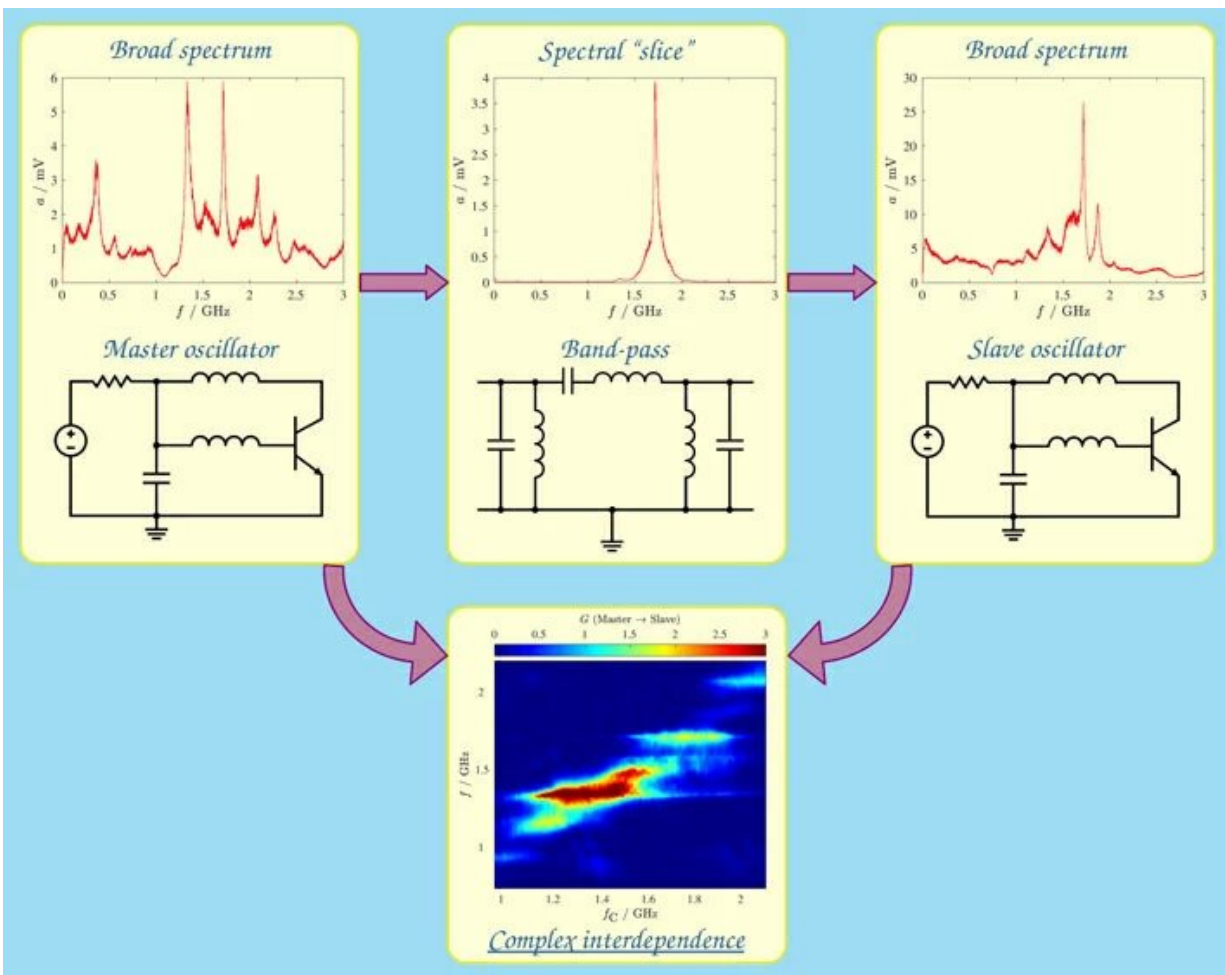 Broad spectrum
6
5
4
3
2
1
0
a / mV
0 0.5 1 1.5 2 2.5 3
f / GHz
Master oscillator
+
-
Spectral “slice”
4
3.5
3
2.5
2
1.5
1
0.5
0
a / mV
0 0.5 1 1.5 2 2.5 3
f / GHz
Band-pass
Broad spectrum
30
25
20
15
10
5
0
a / mV
0 0.5 1 1.5 2 2.5 3
f / GHz
Slave oscillator
+
-
G (Master → Slave)
0 0.5 1 1.5 2 2.5 3
2
1.5
1
f / GHz
1 1.2 1.4 1.6 1.8 2
fC / GHz
Complex interdependence